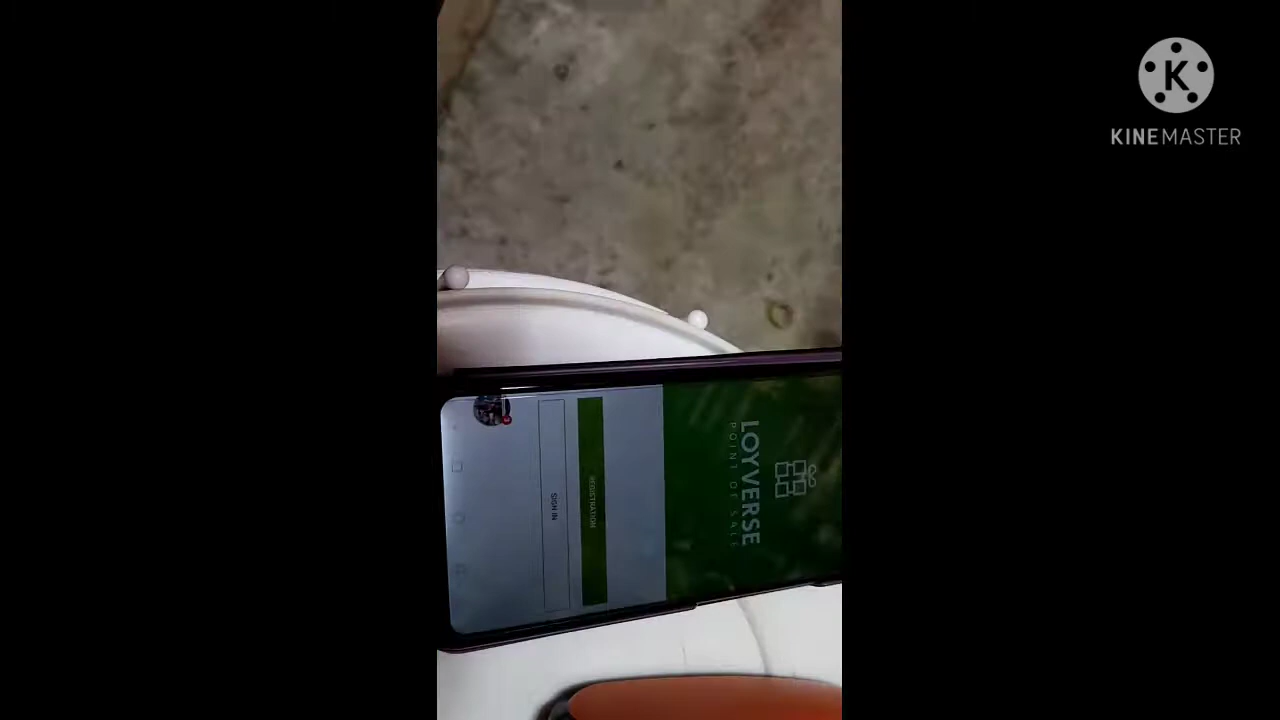 K
KINEMASTER
LOYVERSE
POINT OF SALE
REGISTRATION
SIGN IN